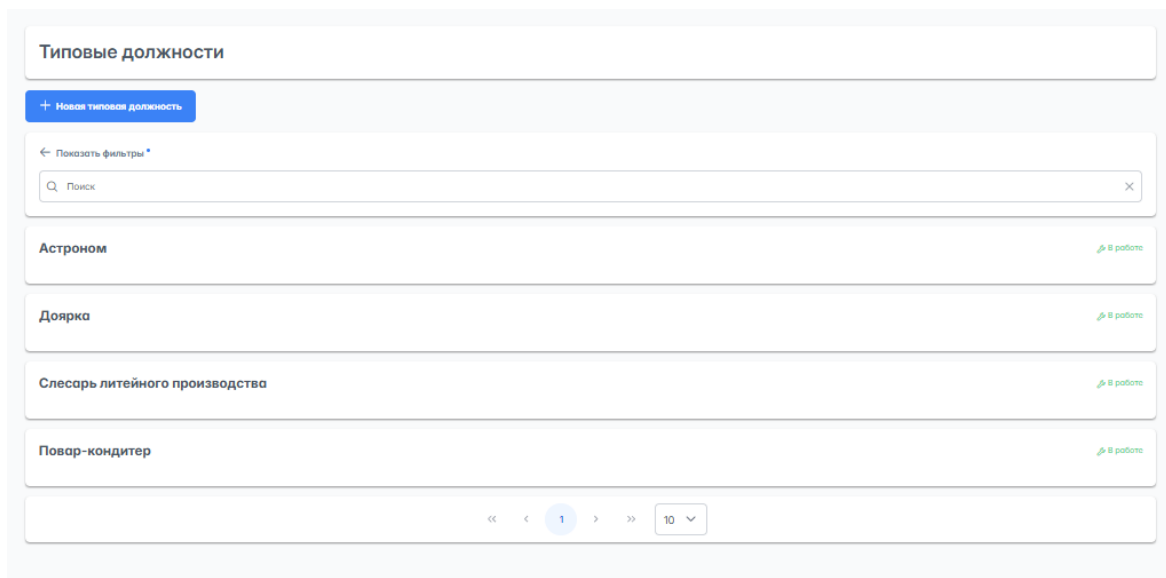 Типовые должности
Новая типовая должность
Показать фильтры
Поиск
Астроном
В работе
Доярка
В работе
Слесарь литейного производства
В работе
Повар-кондитер
В работе
1
10